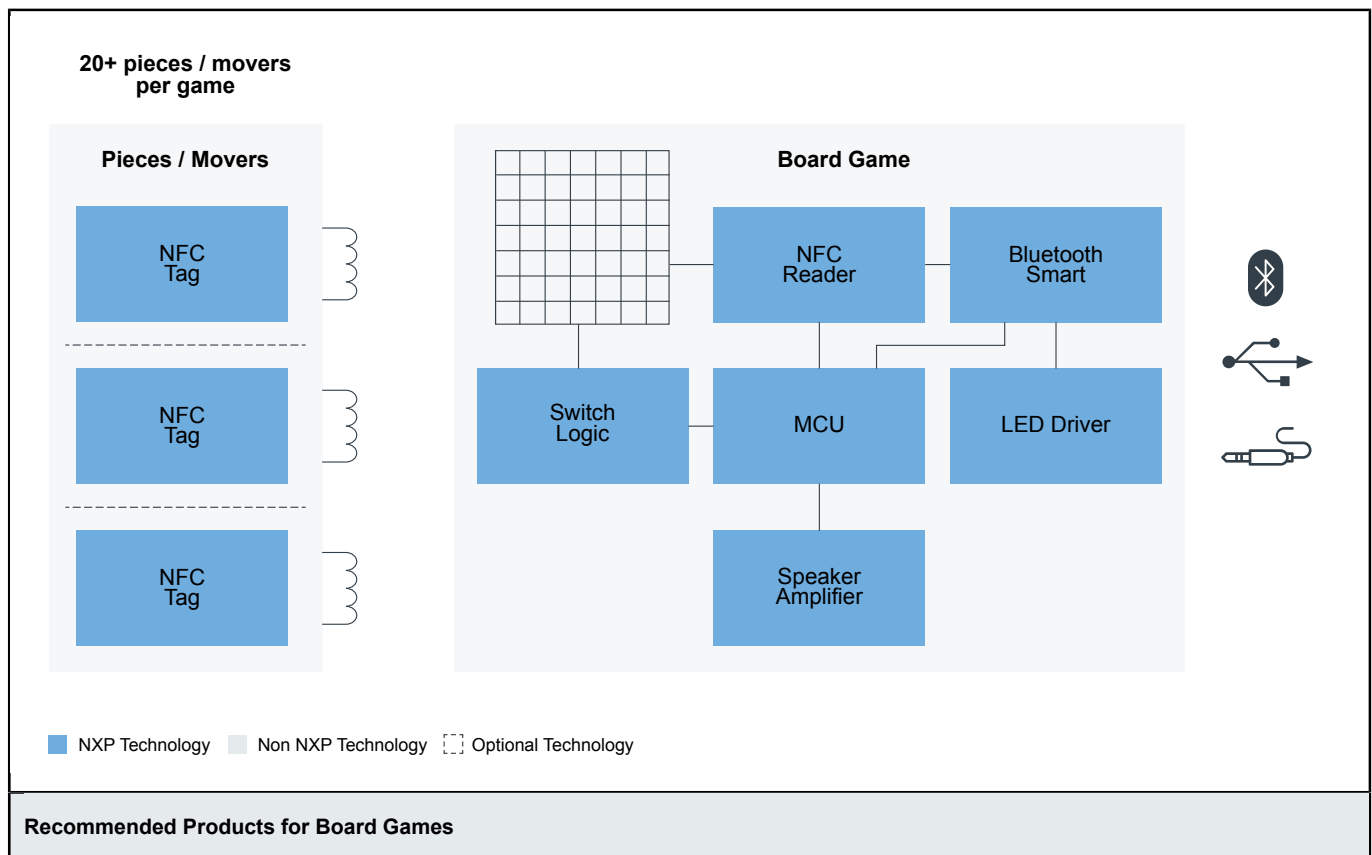 20+ pieces / movers
per game
Pieces / Movers
NFC
Tag
NFC
Tag
NFC
Tag
Board Game
NFC
Reader
Bluetooth
Smart
Switch
Logic
MCU
LED Driver
Speaker
Amplifier
NXP Technology
Non NXP Technology
Optional Technology
Recommended Products for Board Games